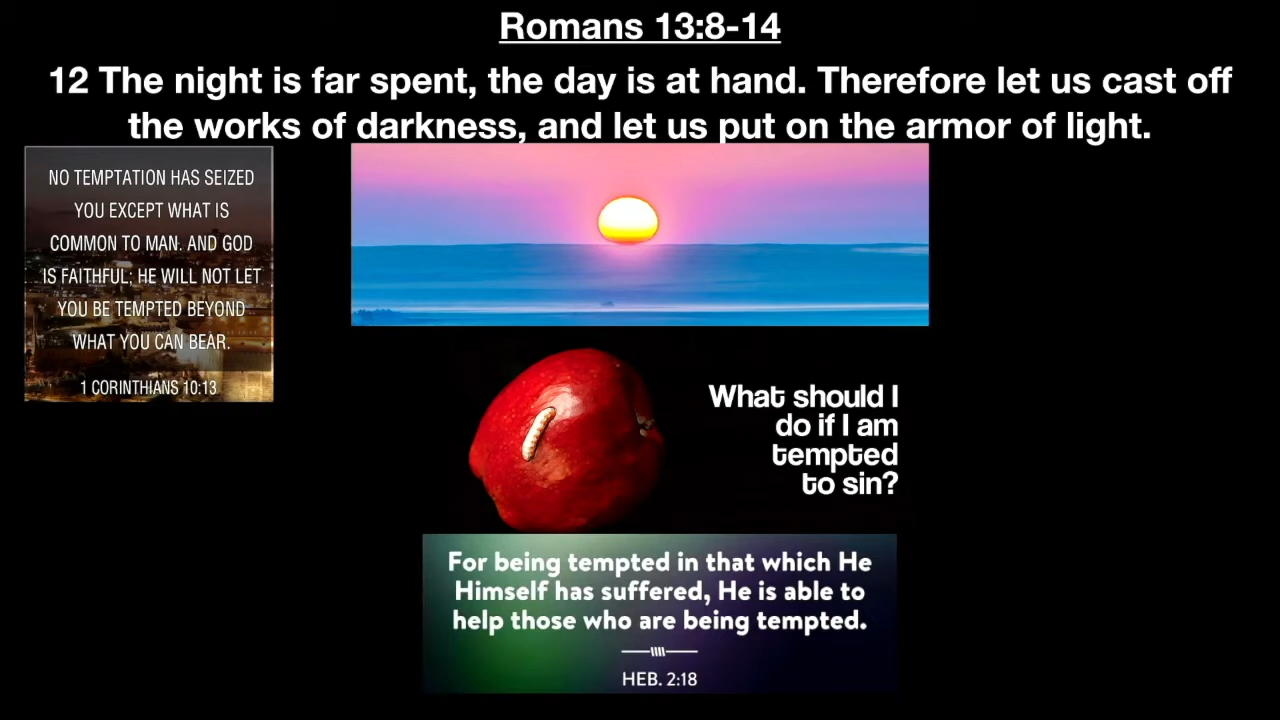 Romans 13:8-14
12 The night is far spent, the day is at hand. Therefore let us cast off
the works of darkness, and let us put on the armor of light.
NO TEMPTATION HAS SEIZED
YOU EXCEPT WHAT IS
COMMON TO MAN. AND GOD
IS FAITHFUL; HE WILL NOT LET
YOU BE TEMPTED BEYOND
WHAT YOU CAN BEAR.
1 CORINTHIANS 10:13
What should I
do if I am
tempted
to sin?
For being tempted in that which He
Himself has suffered, He is able to
help those who are being tempted.
HEB. 2:18